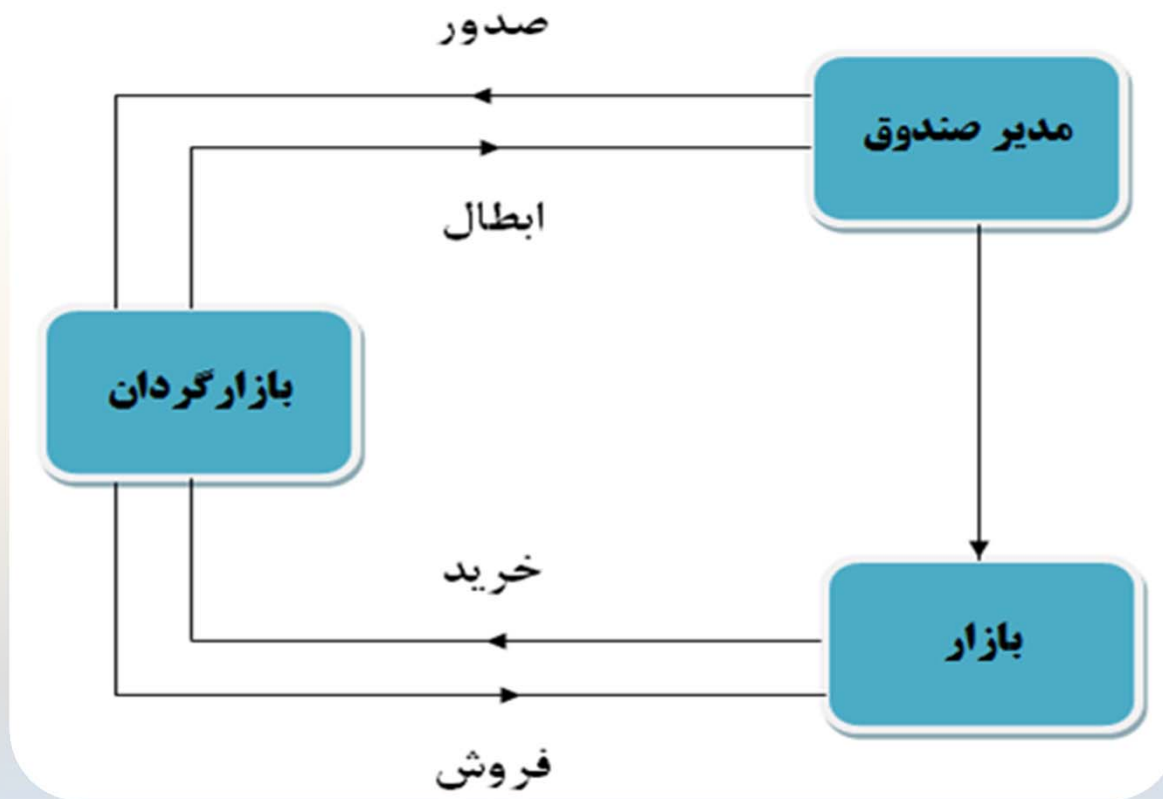 صدور
مدیر صندوق
ابطال
بازارگردان
خرید
بازار
فروش